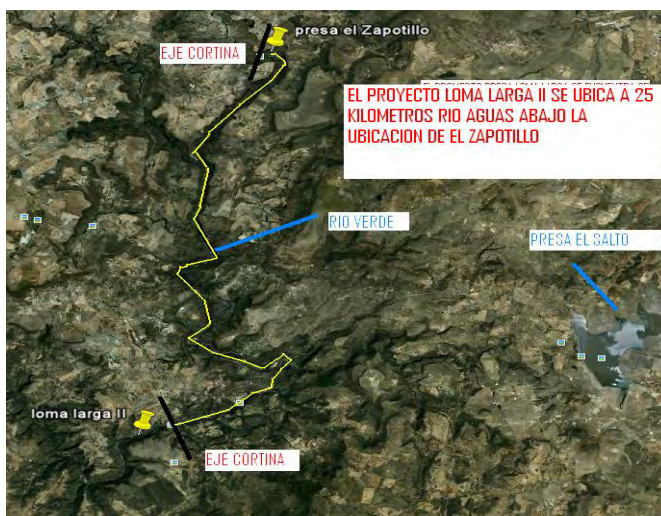 presa el Zapotillo
EJE CORTINA
EL PROYECTO LOMA LARGA II SE UBICA A 25
KILOMETROS RIO AGUAS ABAJO LA
UBICACION DE EL ZAPOTILLO
RIO VERDE
PRESA EL SALTO
loma larga II
EJE CORTINA